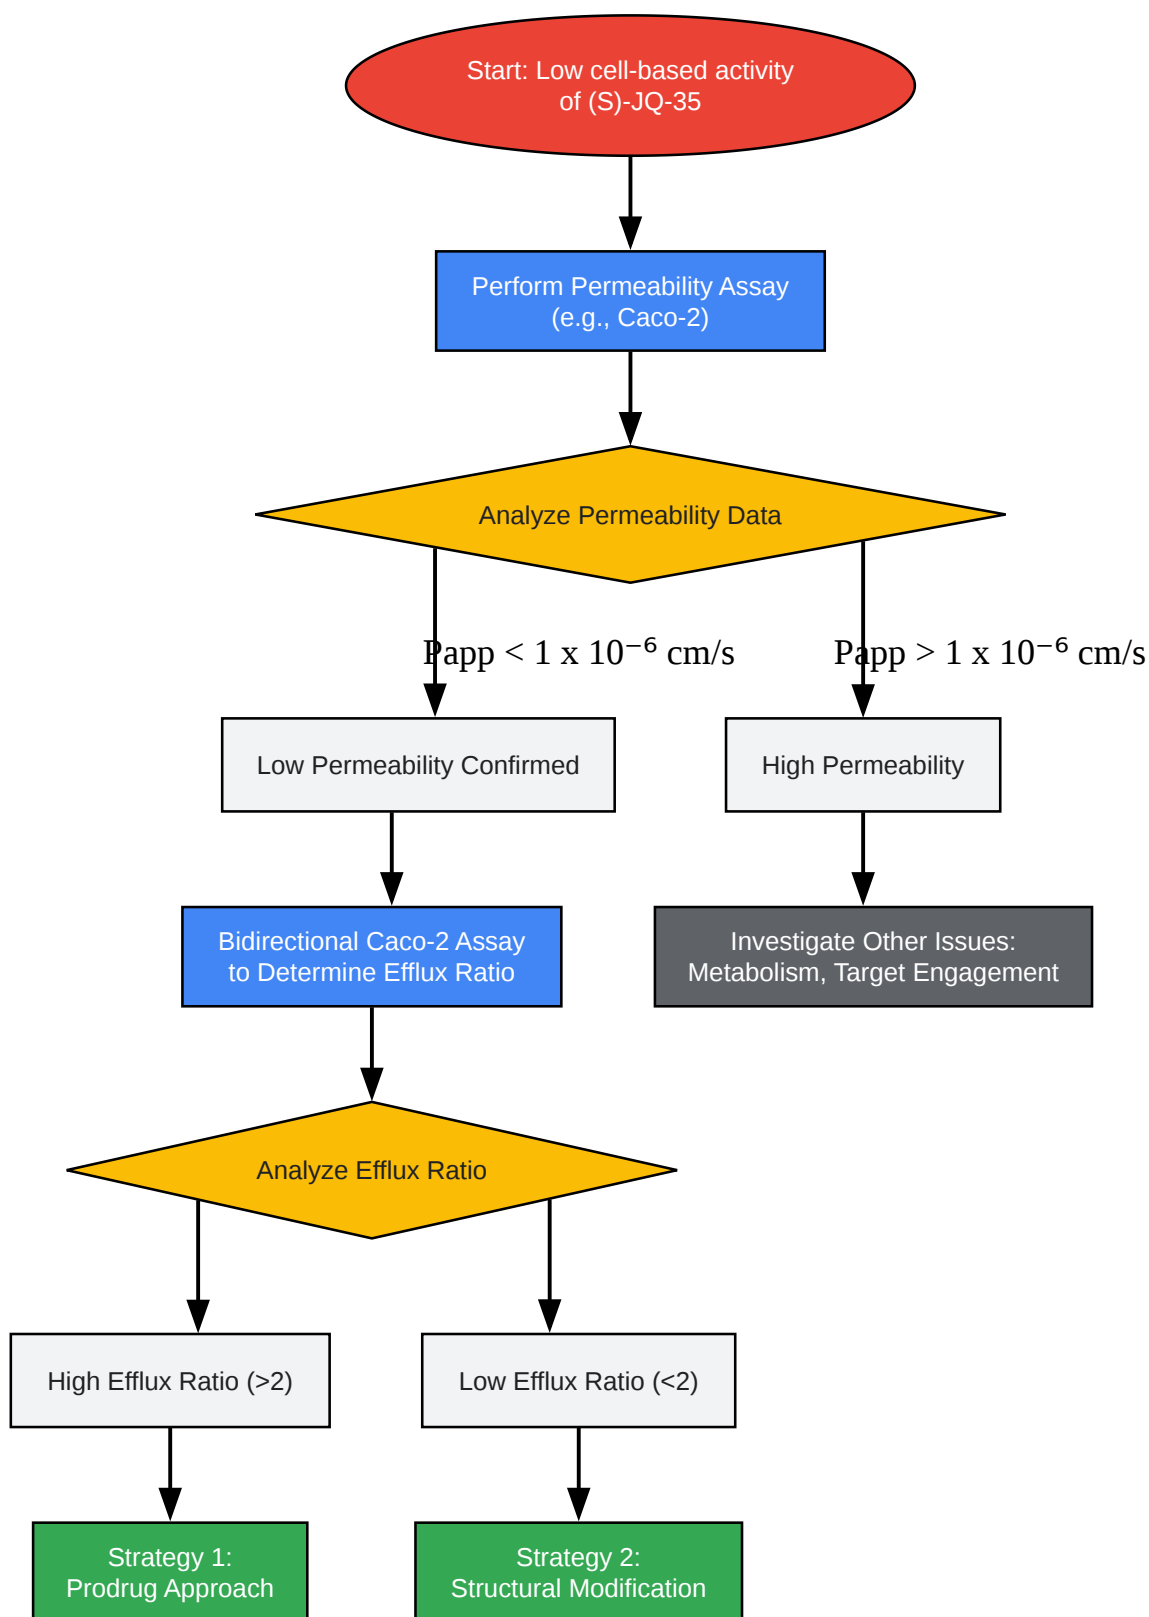 Start: Low cell-based activity
of (S)-JQ-35
Perform Permeability Assay
(e.g., Caco-2)
Analyze Permeability Data
Papp < 1 x 10⁻⁶ cm/s
Papp > 1 x 10⁻⁶ cm/s
Low Permeability Confirmed
High Permeability
Bidirectional Caco-2 Assay
to Determine Efflux Ratio
Investigate Other Issues:
Metabolism, Target Engagement
Analyze Efflux Ratio
High Efflux Ratio (>2)
Low Efflux Ratio (<2)
Strategy 1:
Prodrug Approach
Strategy 2:
Structural Modification